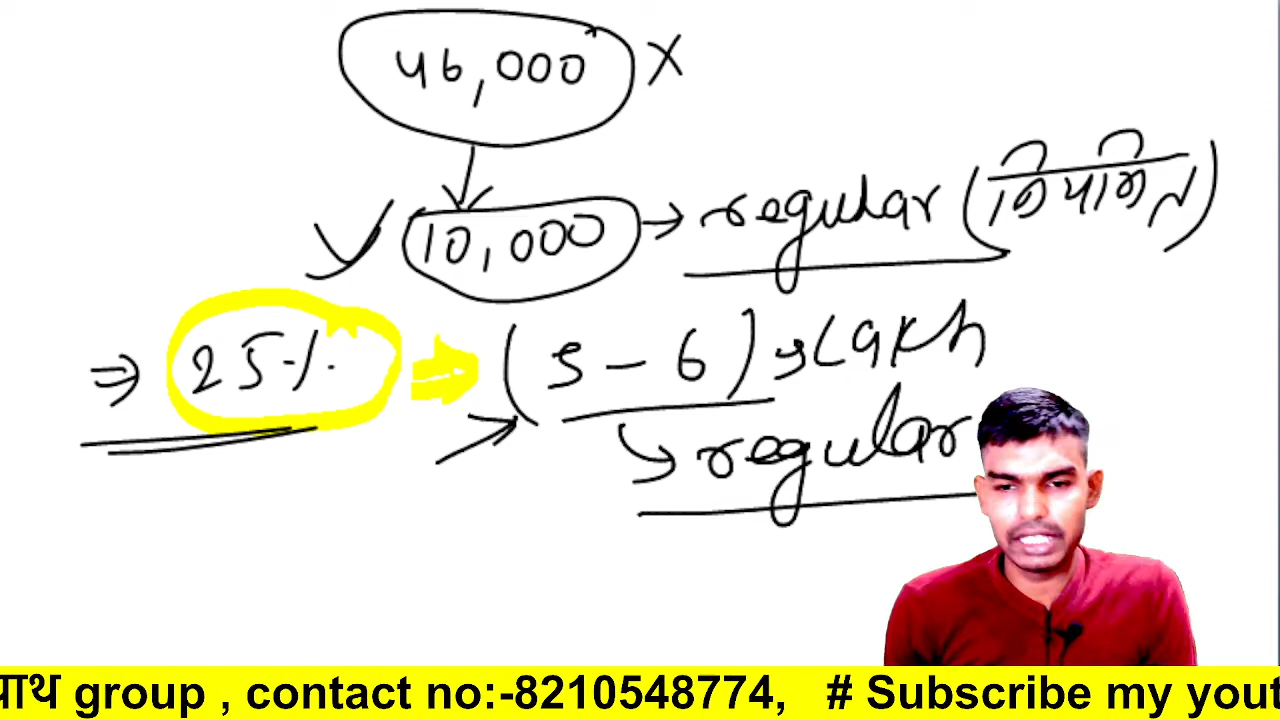 46,000 X
10,000 → regular (नियमित)
⇒ 25% ⇒ (5 - 6) → Lakh
→ regular
पाथ group , contact no:-8210548774, # Subscribe my yout